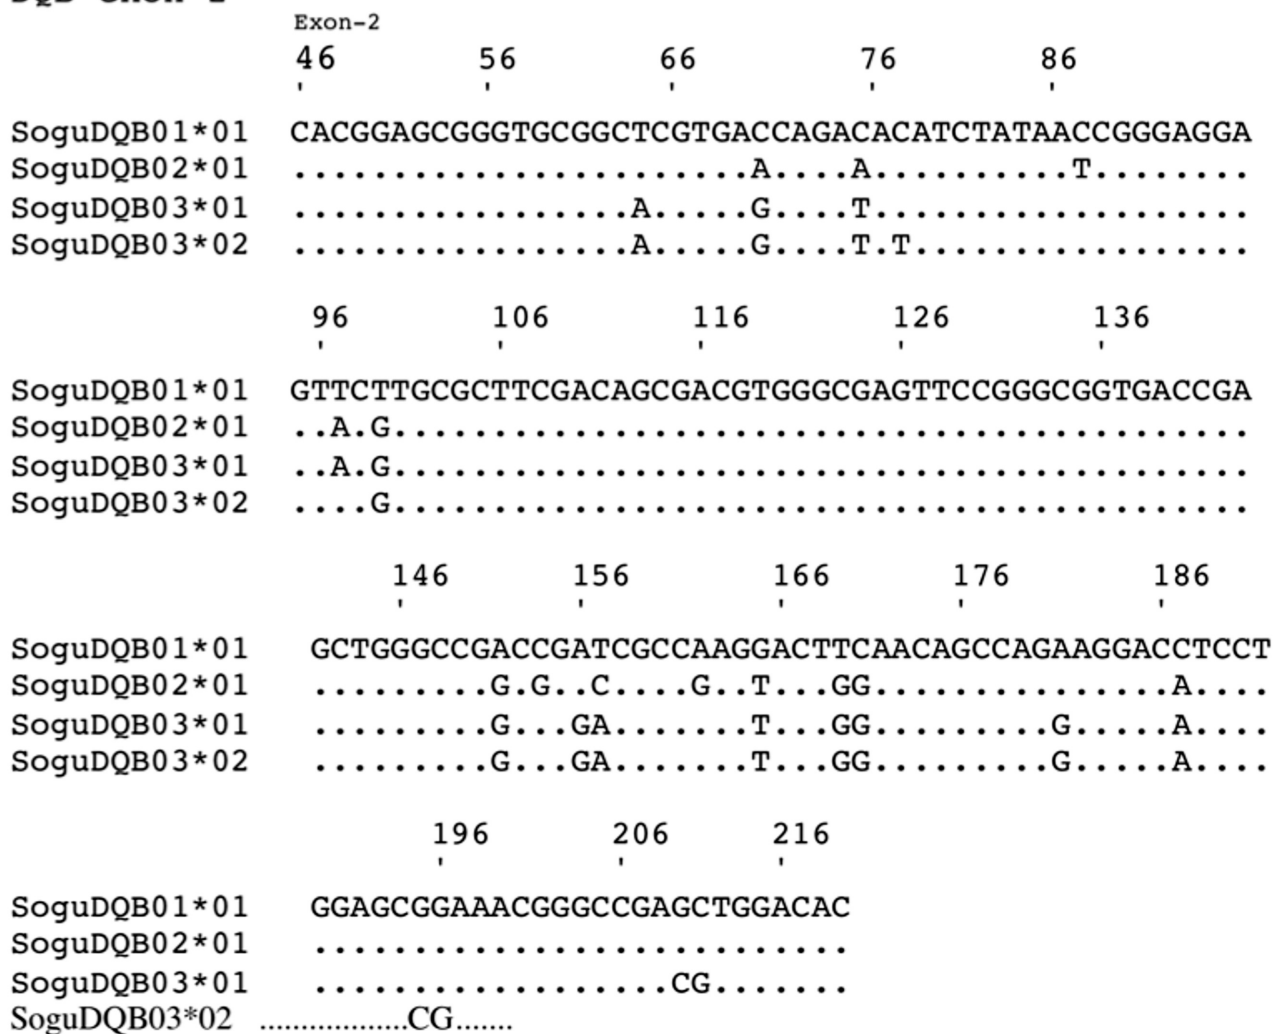 Exon-2
46 56 66 76 86
' ' ' ' '
SoguDQB01*01 CACGGAGCGGGTGCGGCTCGTGACCAGACACATCTATAACCGGGAGGA
SoguDQB02*01 .......................A....A..........T........
SoguDQB03*01 .................A.....G....T...................
SoguDQB03*02 .................A.....G....T.T.................
96 106 116 126 136
' ' ' ' '
SoguDQB01*01 GTTCTTGCGCTTCGACAGCGACGTGGGCGAGTTCCGGGCGGTGACCGA
SoguDQB02*01 ..A.G...........................................
SoguDQB03*01 ..A.G...........................................
SoguDQB03*02 ....G...........................................
146 156 166 176 186
' ' ' ' '
SoguDQB01*01 GCTGGGCCGACCGATCGCCAAGGACTTCAACAGCCAGAAGGACCTCCT
SoguDQB02*01 .........G.G..C....G..T...GG...............A....
SoguDQB03*01 .........G...GA.......T...GG.........G.....A....
SoguDQB03*02 .........G...GA.......T...GG.........G.....A....
196 206 216
' ' '
SoguDQB01*01 GGAGCGGAAACGGGCCGAGCTGGACAC
SoguDQB02*01 ...........................
SoguDQB03*01 ..................CG.......
SoguDQB03*02 ..................CG.......